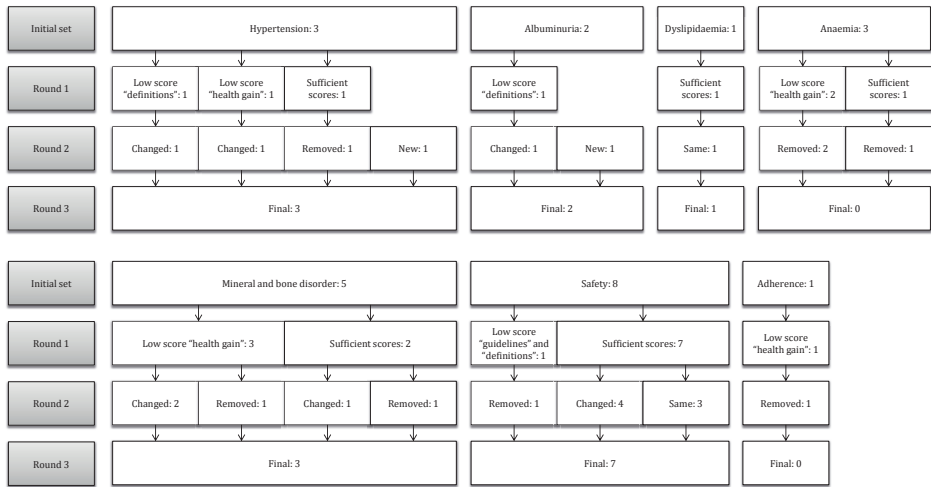 Initial set
Hypertension: 3
Albuminuria: 2
Dyslipidaemia: 1
Anaemia: 3
Round 1
Low score
“definitions”: 1
Low score
“health gain”: 1
Sufficient
scores: 1
Low score
“definitions”: 1
Sufficient
scores: 1
Low score
“health gain”: 2
Sufficient
scores: 1
Round 2
Changed: 1
Changed: 1
Removed: 1
New: 1
Changed: 1
New: 1
Same: 1
Removed: 2
Removed: 1
Round 3
Final: 3
Final: 2
Final: 1
Final: 0
Initial set
Mineral and bone disorder: 5
Safety: 8
Adherence: 1
Round 1
Low score “health gain”: 3
Sufficient scores: 2
Low score
“guidelines” and
“definitions”: 1
Sufficient scores: 7
Low score
“health gain”: 1
Round 2
Changed: 2
Removed: 1
Changed: 1
Removed: 1
Removed: 1
Changed: 4
Same: 3
Removed: 1
Round 3
Final: 3
Final: 7
Final: 0